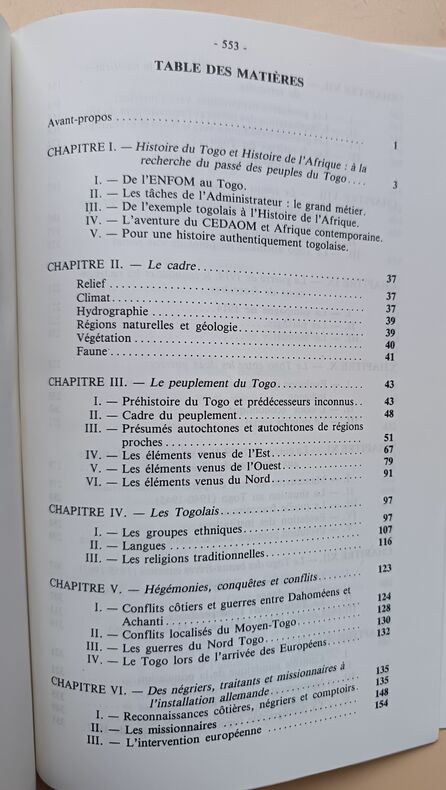 - 553 -
TABLE DES MATIÈRES
Avant-propos .......... 1
CHAPITRE I. — Histoire du Togo et Histoire de l'Afrique : à la
recherche du passé des peuples du Togo .... 3
I. — De l'ENFOM au Togo.
II. — Les tâches de l'Administrateur : le grand métier.
III. — De l'exemple togolais à l'Histoire de l'Afrique.
IV. — L'aventure du CEDAOM et Afrique contemporaine.
V. — Pour une histoire authentiquement togolaise.
CHAPITRE II. — Le cadre .......... 37
Relief .......... 37
Climat .......... 37
Hydrographie .......... 39
Régions naturelles et géologie .......... 39
Végétation .......... 40
Faune .......... 41
CHAPITRE III. — Le peuplement du Togo .......... 43
I. — Préhistoire du Togo et prédécesseurs inconnus .. 43
II. — Cadre du peuplement .......... 48
III. — Présumés autochtones et autochtones de régions
proches .......... 51
IV. — Les éléments venus de l'Est .......... 67
V. — Les éléments venus de l'Ouest .......... 79
VI. — Les éléments venus du Nord .......... 91
CHAPITRE IV. — Les Togolais .......... 97
I. — Les groupes ethniques .......... 97
II. — Langues .......... 107
III. — Les religions traditionnelles .......... 116
CHAPITRE V. — Hégémonies, conquêtes et conflits ........ 123
I. — Conflits côtiers et guerres entre Dahoméens et
Achanti .......... 124
II. — Conflits localisés du Moyen-Togo .......... 128
III. — Les guerres du Nord Togo .......... 130
IV. — Le Togo lors de l'arrivée des Européens .......... 132
CHAPITRE VI. — Des négriers, traitants et missionnaires à
l'installation allemande .......... 135
I. — Reconnaissances côtières, négriers et comptoirs. 135
II. — Les missionnaires .......... 148
III. — L'intervention européenne .......... 154